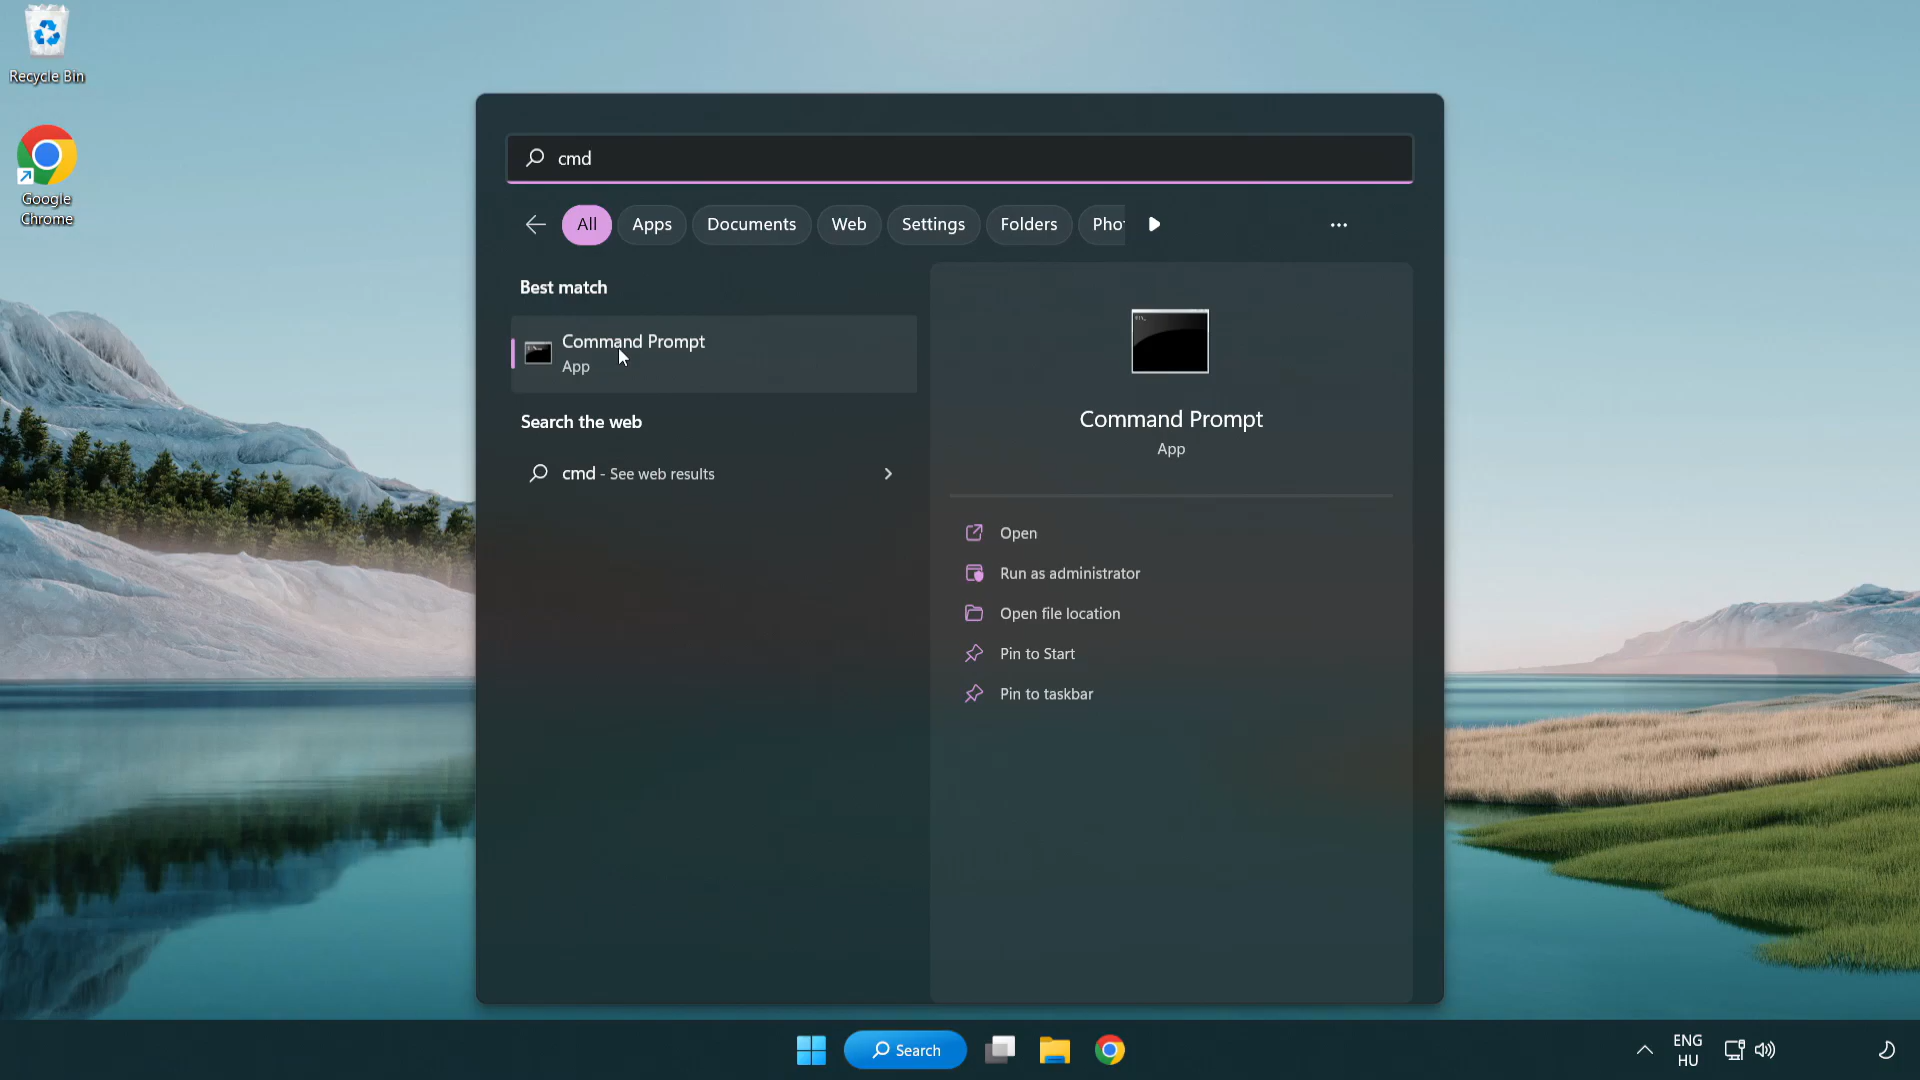 Recycle Bin
Google
Chrome
cmd
All
Apps
Documents
Web
Settings
Folders
Pho
Best match
Command Prompt
App
Search the web
cmd - See web results
Command Prompt
App
Open
Run as administrator
Open file location
Pin to Start
Pin to taskbar
Search
ENG
HU